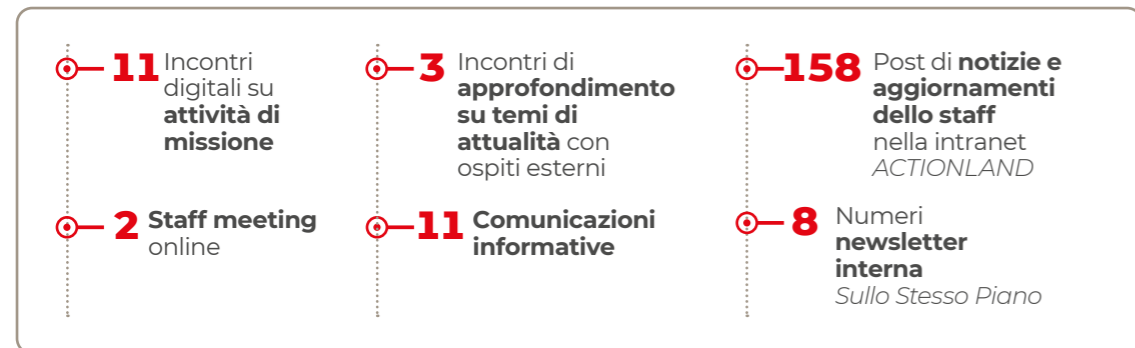 11 Incontri
digitali su
attività di
missione
2 Staff meeting
online
3 Incontri di
approfondimento
su temi di
attualità con
ospiti esterni
11 Comunicazioni
informative
158 Post di notizie e
aggiornamenti
dello staff
nella intranet
ACTIONLAND
8 Numeri
newsletter
interna
Sullo Stesso Piano